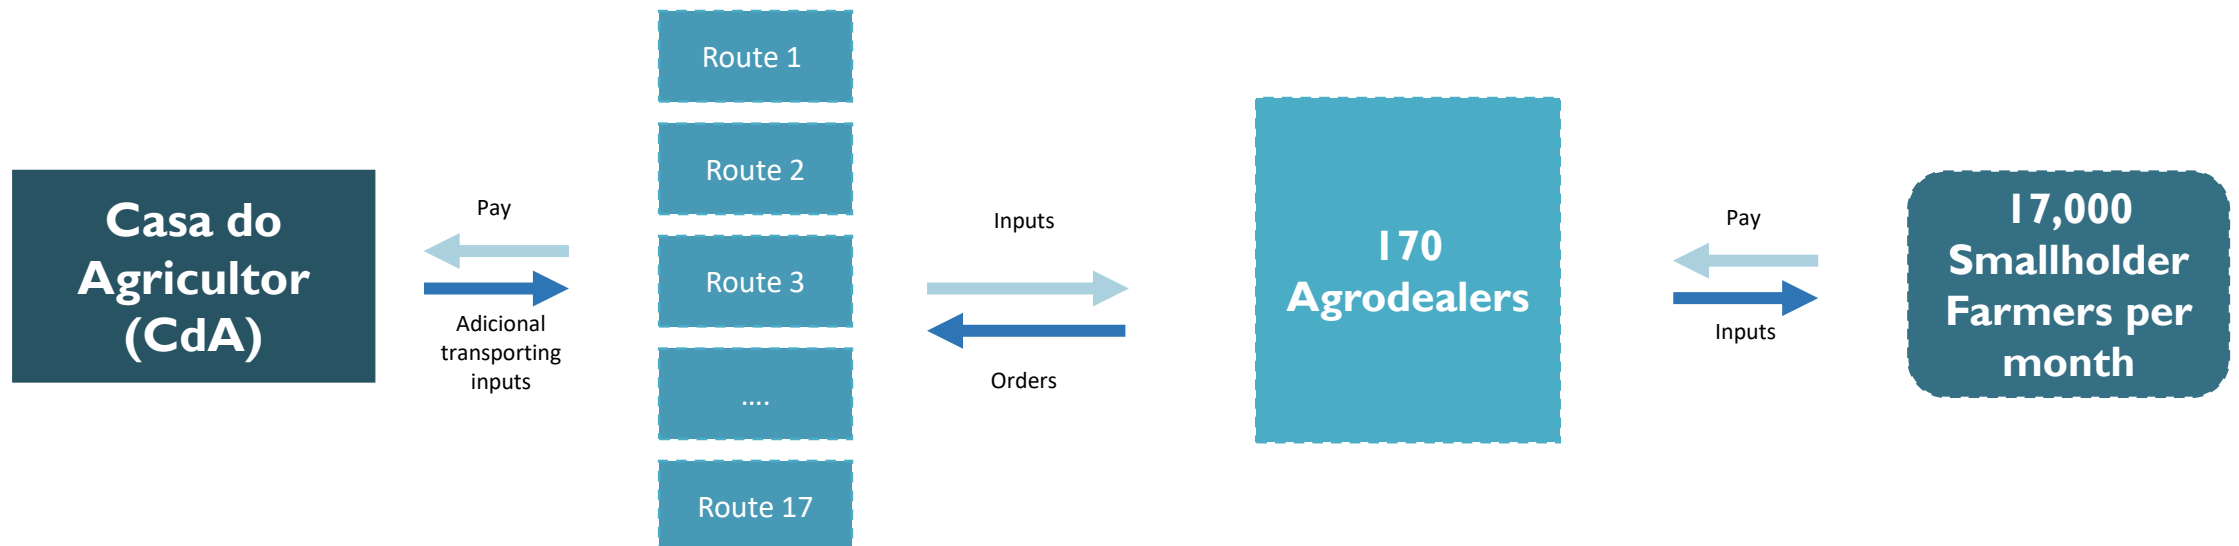 Casa do
Agricultor
(CdA)
Pay
Adicional
transporting
inputs
Route 1
Route 2
Route 3
....
Route 17
Inputs
Orders
170
Agrodealers
Pay
Inputs
17,000
Smallholder
Farmers per
month